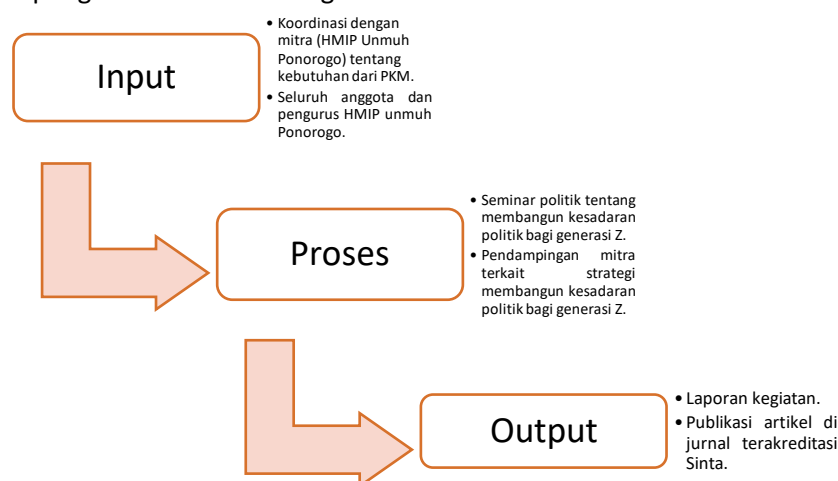 Input
• Koordinasi dengan
mitra (HMIP Unmuh
Ponorogo) tentang
kebutuhan dari PKM.
• Seluruh anggota dan
pengurus HMIP unmuh
Ponorogo.
Proses
• Seminar politik tentang
membangun kesadaran
politik bagi generasi Z.
• Pendampingan mitra
terkait strategi
membangun kesadaran
politik bagi generasi Z.
Output
• Laporan kegiatan.
• Publikasi artikel di
jurnal terakreditasi
Sinta.